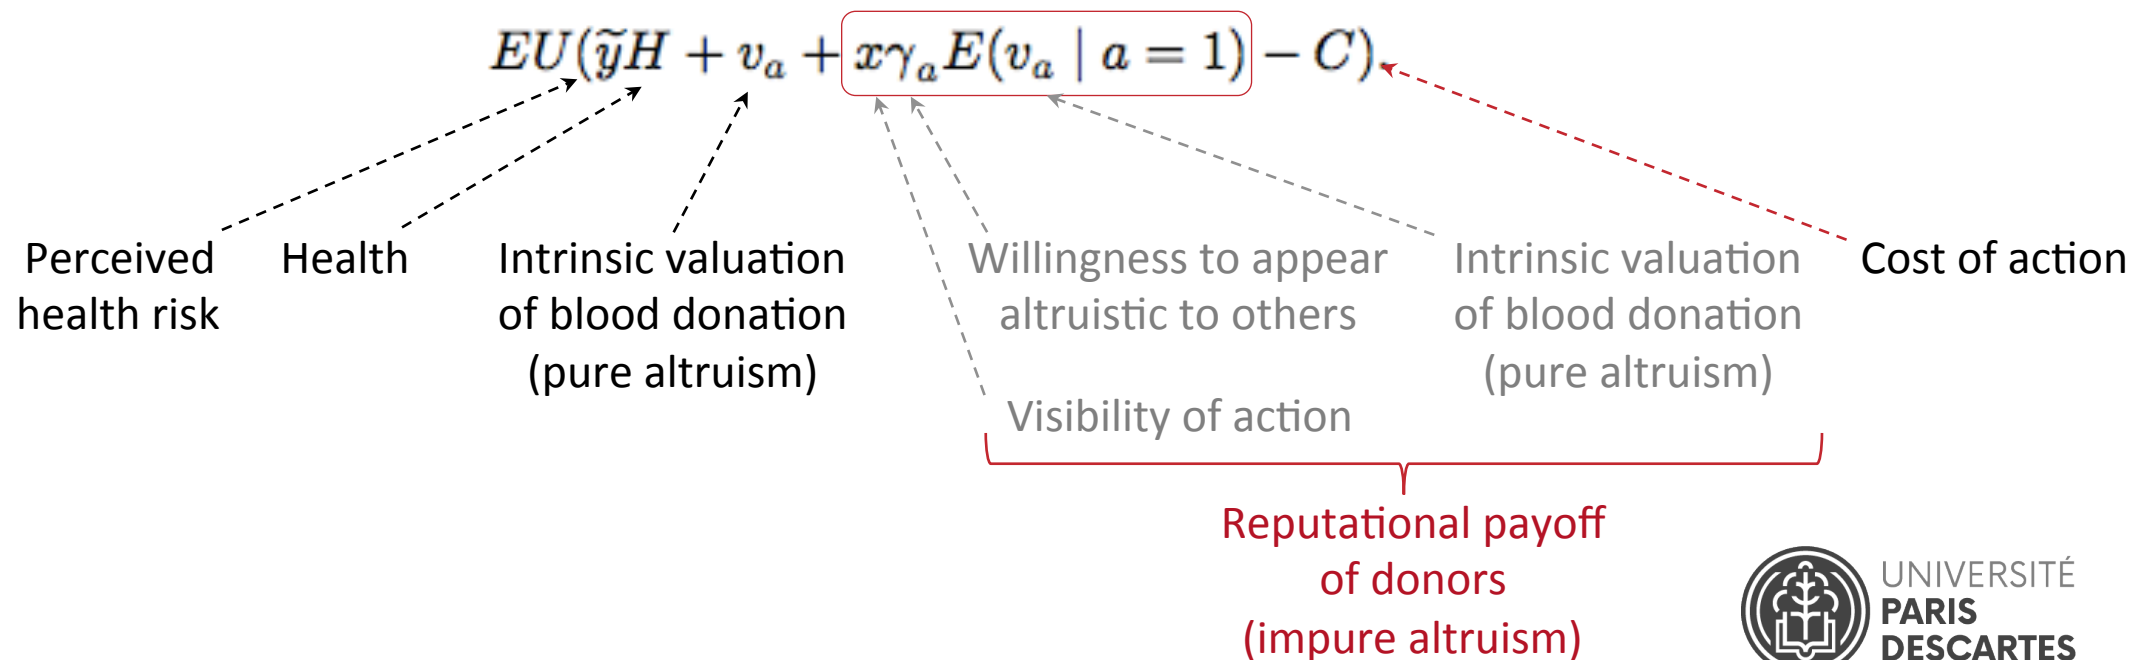 EU(ỹH + v_a + xγ_aE(v_a | a = 1) − C).
Perceived
health risk
Health
Intrinsic valuation
of blood donation
(pure altruism)
Willingness to appear
altruistic to others
Visibility of action
Intrinsic valuation
of blood donation
(pure altruism)
Cost of action
Reputational payoff
of donors
(impure altruism)
UNIVERSITÉ
PARIS
DESCARTES